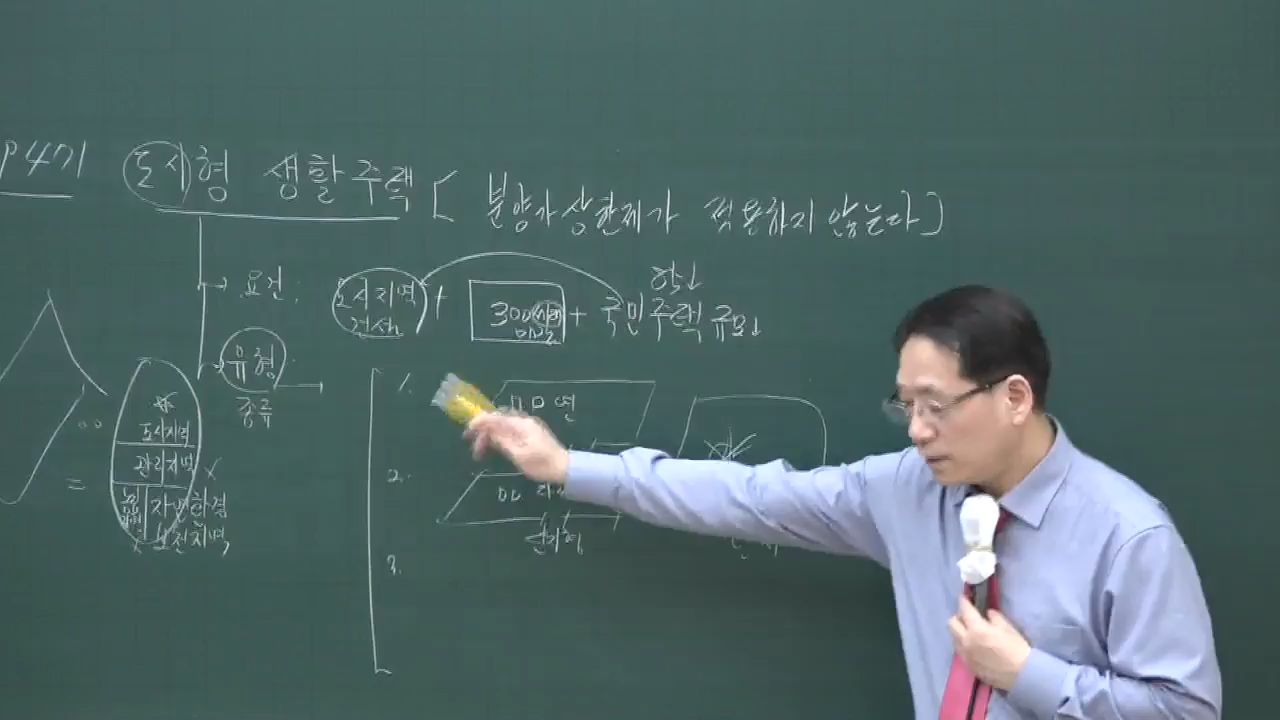 P471 도시형 생활주택 [ 분양가상한제가 적용하지 않는다 ]
요건: 도시지역 건설 + 300세대 미만 + 국민주택 규모
유형
종류
1.
2.
3.
단지형
도시지역
관리지역 ×
자연환경
보전지역
=